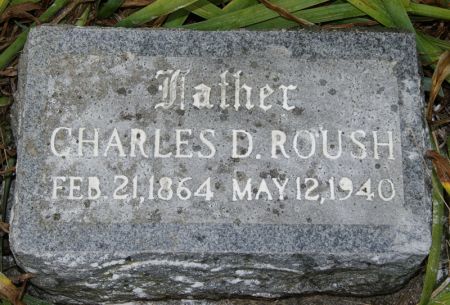 Father
CHARLES D. ROUSH
FEB. 21, 1864 MAY 12, 1940